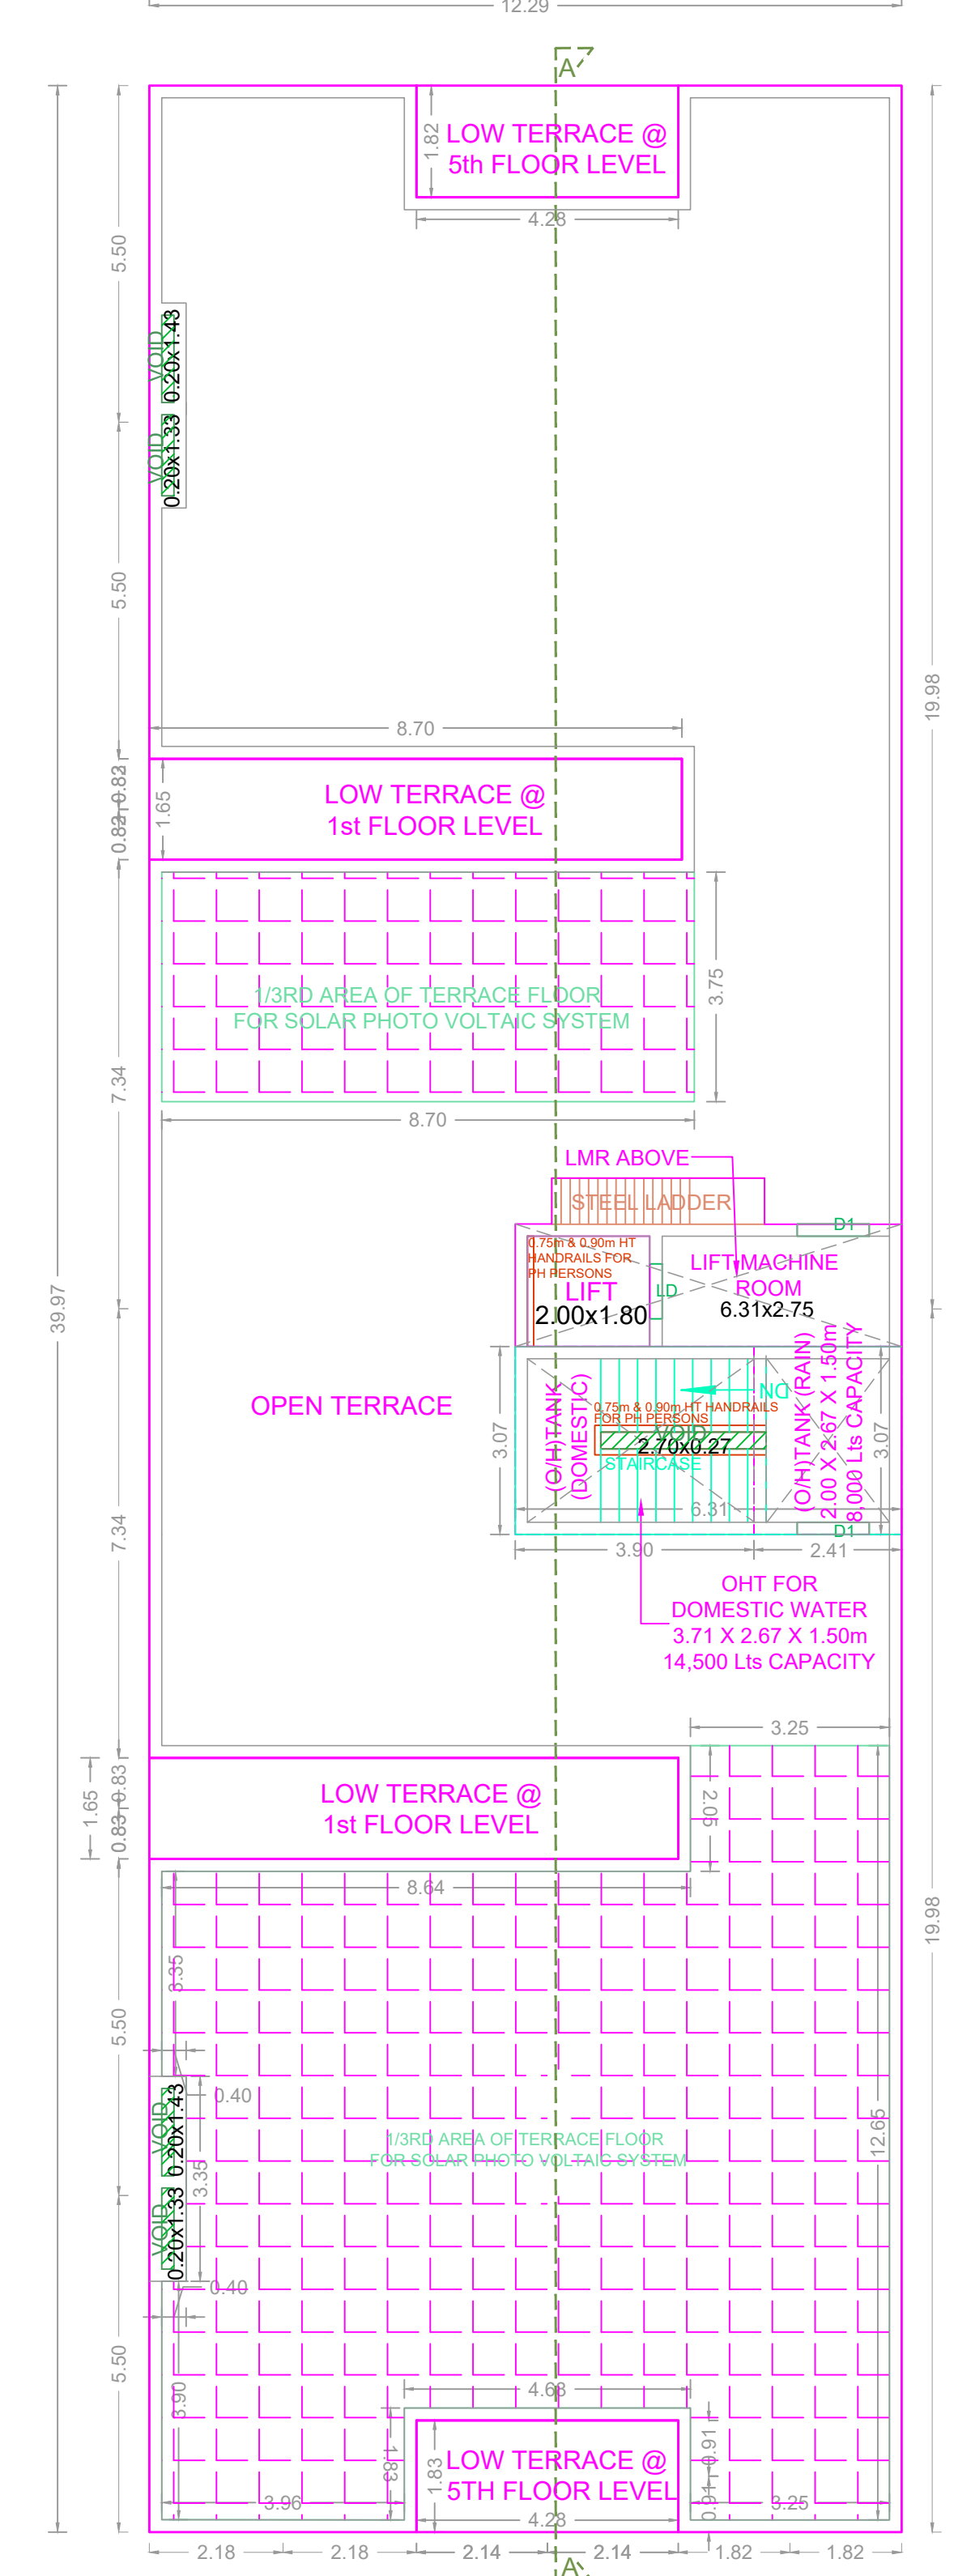 12.29
A
LOW TERRACE @
5th FLOOR LEVEL
1.82
4.28
5.50
VOID
0.20x1.43
VOID
0.20x1.33
5.50
19.98
8.70
0.82
0.82
1.65
LOW TERRACE @
1st FLOOR LEVEL
1/3RD AREA OF TERRACE FLOOR
FOR SOLAR PHOTO VOLTAIC SYSTEM
3.75
7.34
8.70
39.97
LMR ABOVE
STEEL LADDER
D1
0.75m & 0.90m HT
HANDRAILS FOR
PH PERSONS
LIFT
2.00x1.80
LD
LIFT MACHINE
ROOM
6.31x2.75
OPEN TERRACE
3.07
(O/H)TANK
(DOMESTIC)
DN
0.75m & 0.90m HT HANDRAILS
FOR PH PERSONS
VOID
2.70x0.27
STAIRCASE
(O/H)TANK (RAIN)
2.00 X 2.67 X 1.50m
8,000 Lts CAPACITY
3.07
6.31
D1
3.90
2.41
7.34
OHT FOR
DOMESTIC WATER
3.71 X 2.67 X 1.50m
14,500 Lts CAPACITY
3.25
1.65
0.83
0.83
LOW TERRACE @
1st FLOOR LEVEL
2.05
8.64
19.98
3.35
5.50
0.40
VOID
0.20x1.43
3.35
VOID
0.20x1.33
0.40
1/3RD AREA OF TERRACE FLOOR
FOR SOLAR PHOTO VOLTAIC SYSTEM
12.65
5.50
3.90
4.68
1.83
1.83
LOW TERRACE @
5TH FLOOR LEVEL
0.91
0.91
3.96
4.28
3.25
2.18
2.18
2.14
2.14
1.82
1.82
A